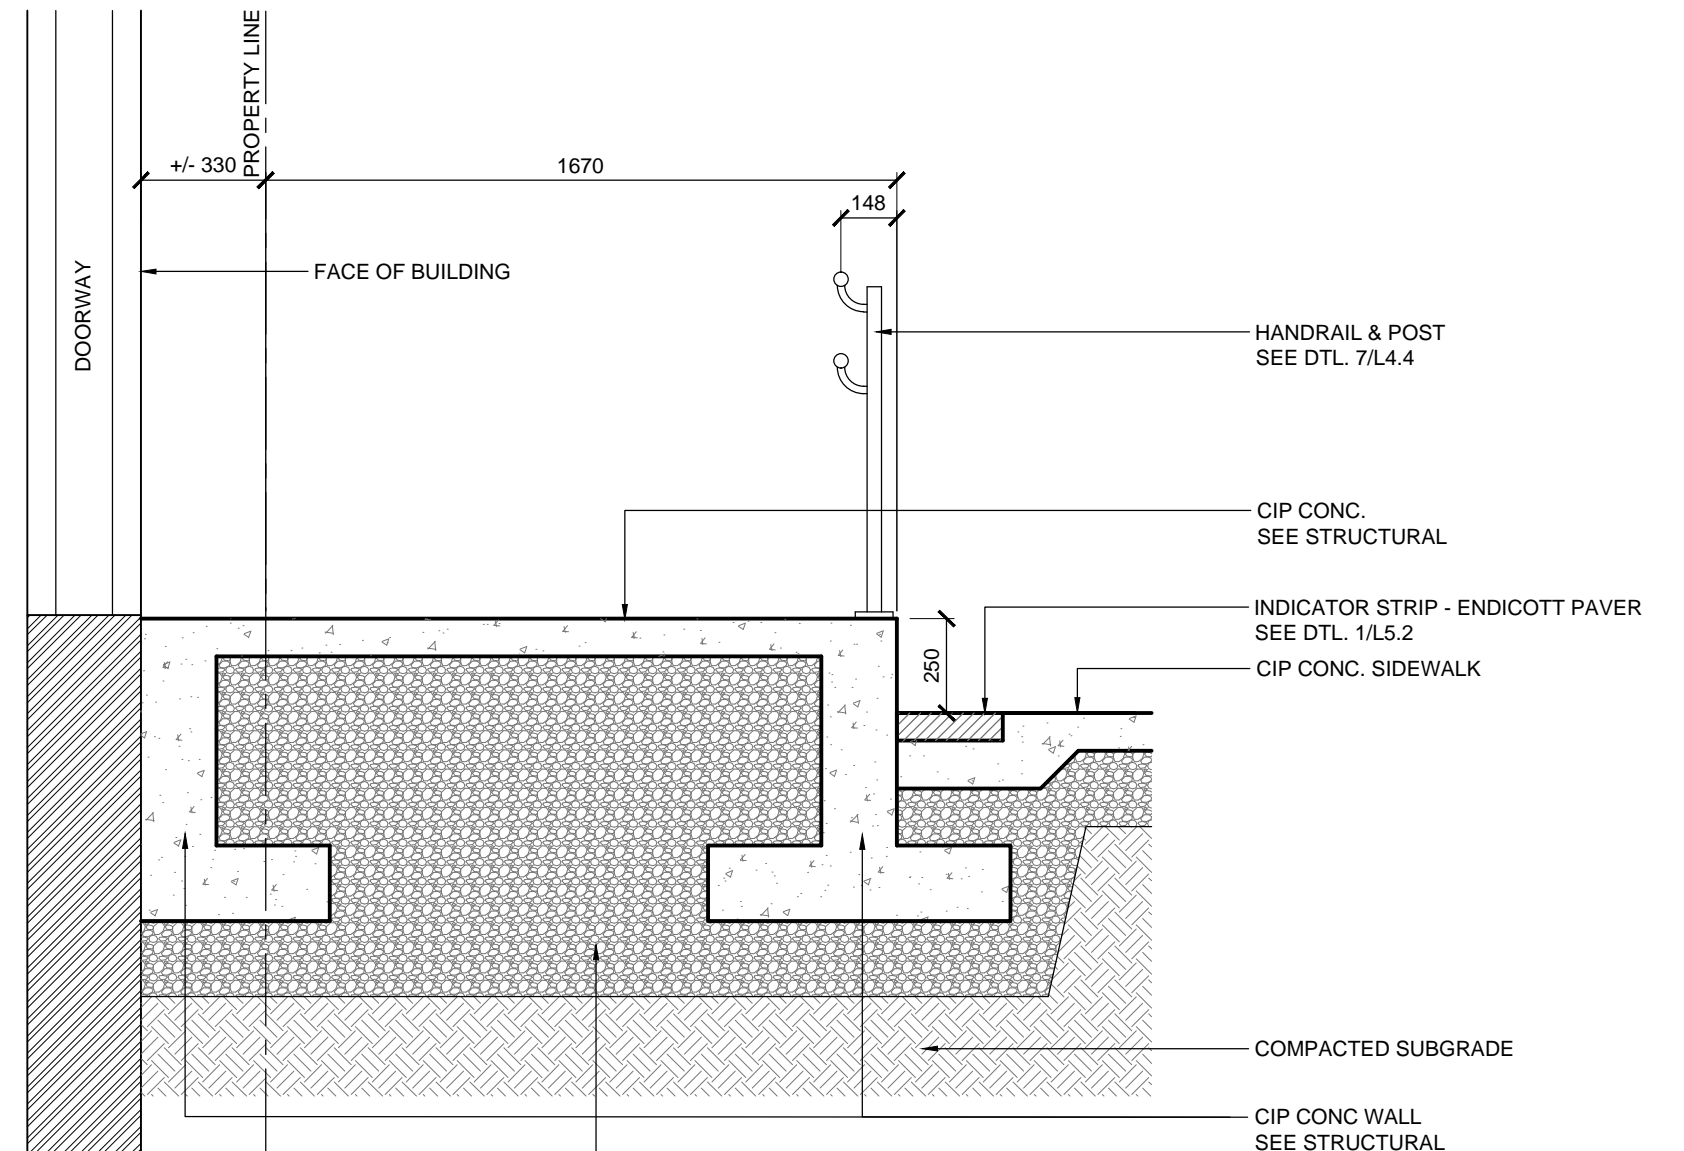 PROPERTY LINE
+/- 330
1670
148
DOORWAY
FACE OF BUILDING
HANDRAIL & POST
SEE DTL. 7/L4.4
CIP CONC.
SEE STRUCTURAL
INDICATOR STRIP - ENDICOTT PAVER
SEE DTL. 1/L5.2
250
CIP CONC. SIDEWALK
COMPACTED SUBGRADE
CIP CONC WALL
SEE STRUCTURAL